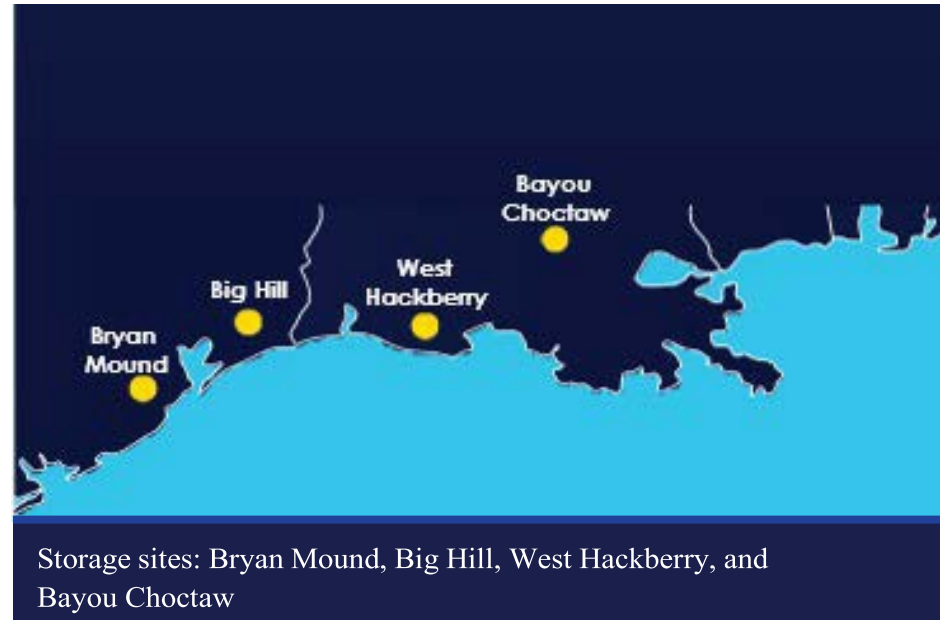 Bayou
Choctaw
West
Hackberry
Big Hill
Bryan
Mound
Storage sites: Bryan Mound, Big Hill, West Hackberry, and
Bayou Choctaw